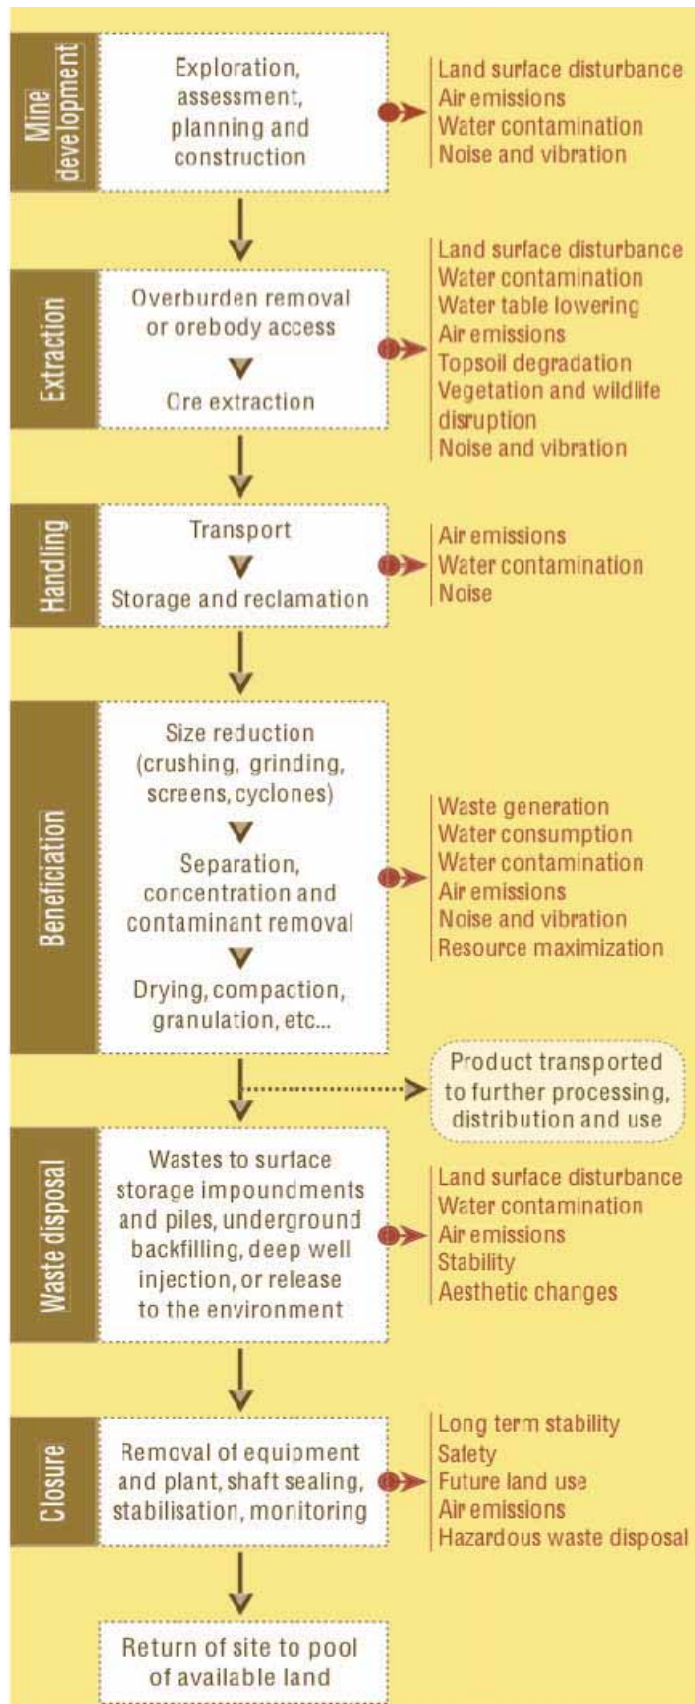 Mine
development
Exploration,
assessment,
planning and
construction
Land surface disturbance
Air emissions
Water contamination
Noise and vibration
Extraction
Overburden removal
or orebody access
Ore extraction
Land surface disturbance
Water contamination
Water table lowering
Air emissions
Topsoil degradation
Vegetation and wildlife
disruption
Noise and vibration
Handling
Transport
Storage and reclamation
Air emissions
Water contamination
Noise
Beneficiation
Size reduction
(crushing, grinding,
screens, cyclones)
Separation,
concentration and
contaminant removal
Drying, compaction,
granulation, etc...
Waste generation
Water consumption
Water contamination
Air emissions
Noise and vibration
Resource maximization
Product transported
to further processing,
distribution and use
Waste disposal
Wastes to surface
storage impoundments
and piles, underground
backfilling, deep well
injection, or release
to the environment
Land surface disturbance
Water contamination
Air emissions
Stability
Aesthetic changes
Closure
Removal of equipment
and plant, shaft sealing,
stabilisation, monitoring
Long term stability
Safety
Future land use
Air emissions
Hazardous waste disposal
Return of site to pool
of available land